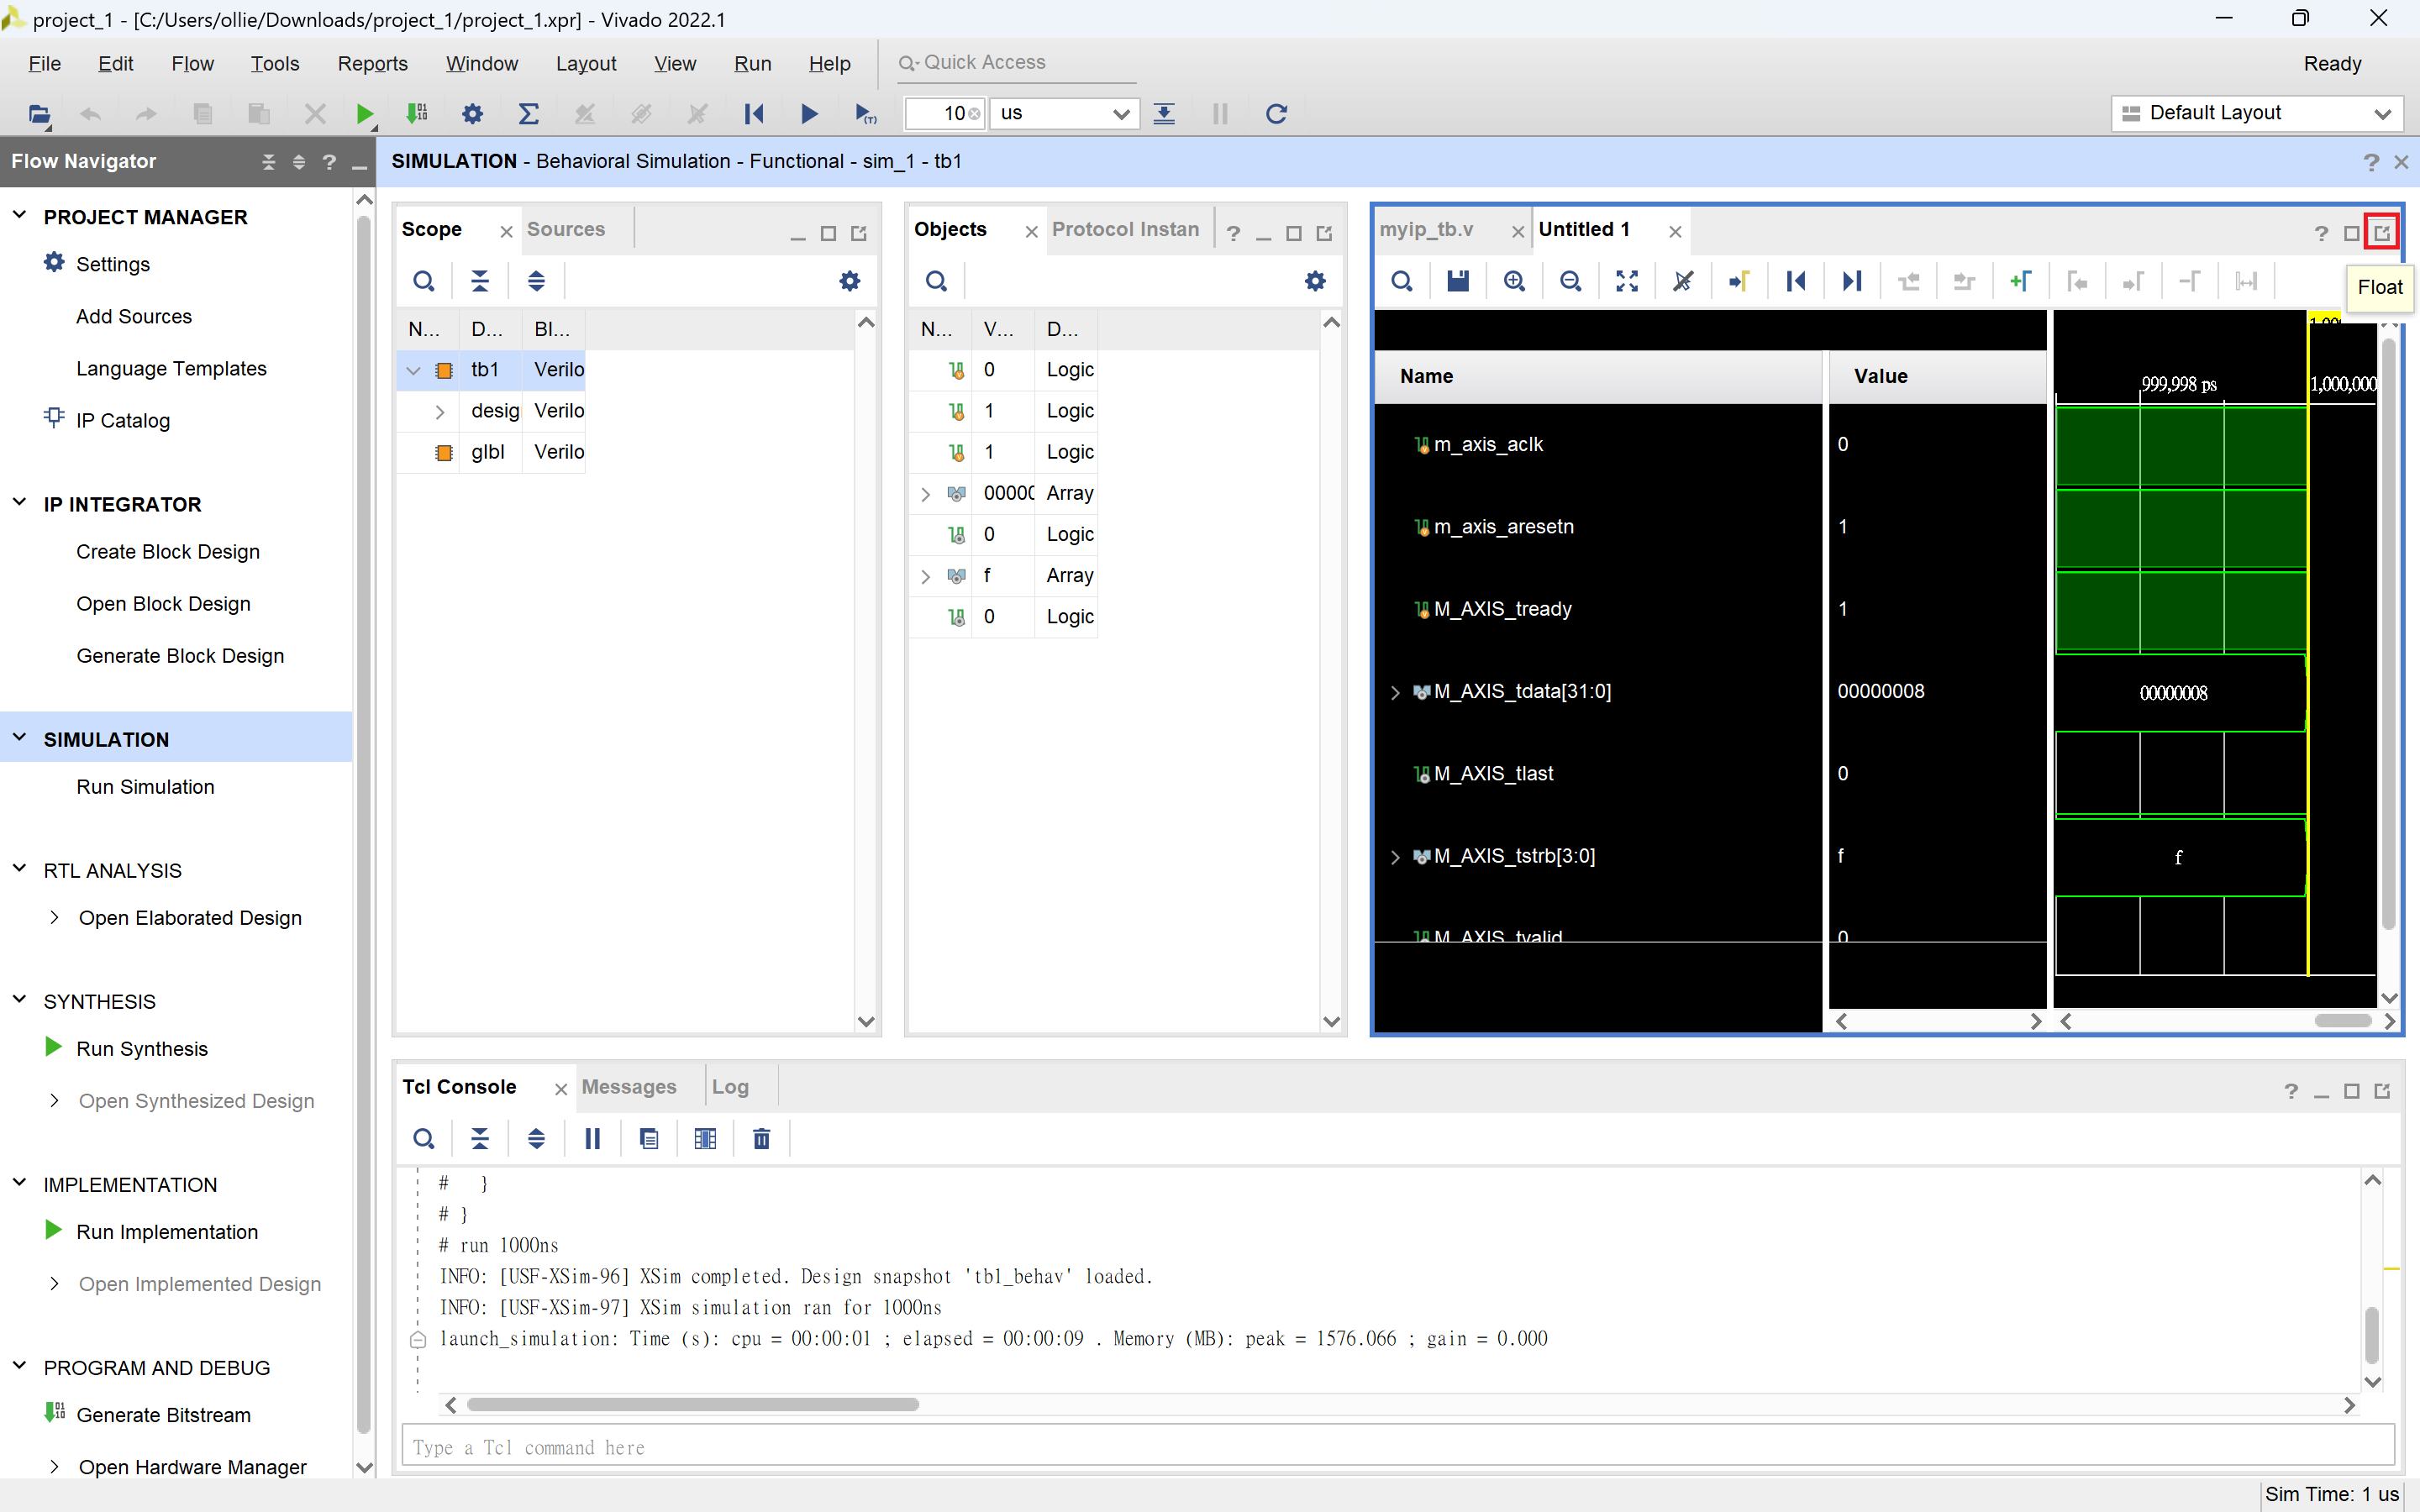 project_1 - [C:/Users/ollie/Downloads/project_1/project_1.xpr] - Vivado 2022.1
File Edit Flow Tools Reports Window Layout View Run Help Quick Access Ready
10 us Default Layout
Flow Navigator
SIMULATION - Behavioral Simulation - Functional - sim_1 - tb1
PROJECT MANAGER
Settings
Add Sources
Language Templates
IP Catalog
IP INTEGRATOR
Create Block Design
Open Block Design
Generate Block Design
SIMULATION
Run Simulation
RTL ANALYSIS
Open Elaborated Design
SYNTHESIS
Run Synthesis
Open Synthesized Design
IMPLEMENTATION
Run Implementation
Open Implemented Design
PROGRAM AND DEBUG
Generate Bitstream
Open Hardware Manager
Scope Sources
N... D... Bl...
tb1 Verilo
desig Verilo
glbl Verilo
Objects Protocol Instan
N... V... D...
0 Logic
1 Logic
1 Logic
00000 Array
0 Logic
f Array
0 Logic
myip_tb.v Untitled 1
Float
Name Value
999,998 ps 1,000,000
m_axis_aclk 0
m_axis_aresetn 1
M_AXIS_tready 1
M_AXIS_tdata[31:0] 00000008 00000008
M_AXIS_tlast 0
M_AXIS_tstrb[3:0] f f
M_AXIS_tvalid 0
Tcl Console Messages Log
# }
# }
# run 1000ns
INFO: [USF-XSim-96] XSim completed. Design snapshot 'tb1_behav' loaded.
INFO: [USF-XSim-97] XSim simulation ran for 1000ns
launch_simulation: Time (s): cpu = 00:00:01 ; elapsed = 00:00:09 . Memory (MB): peak = 1576.066 ; gain = 0.000
Type a Tcl command here
Sim Time: 1 us